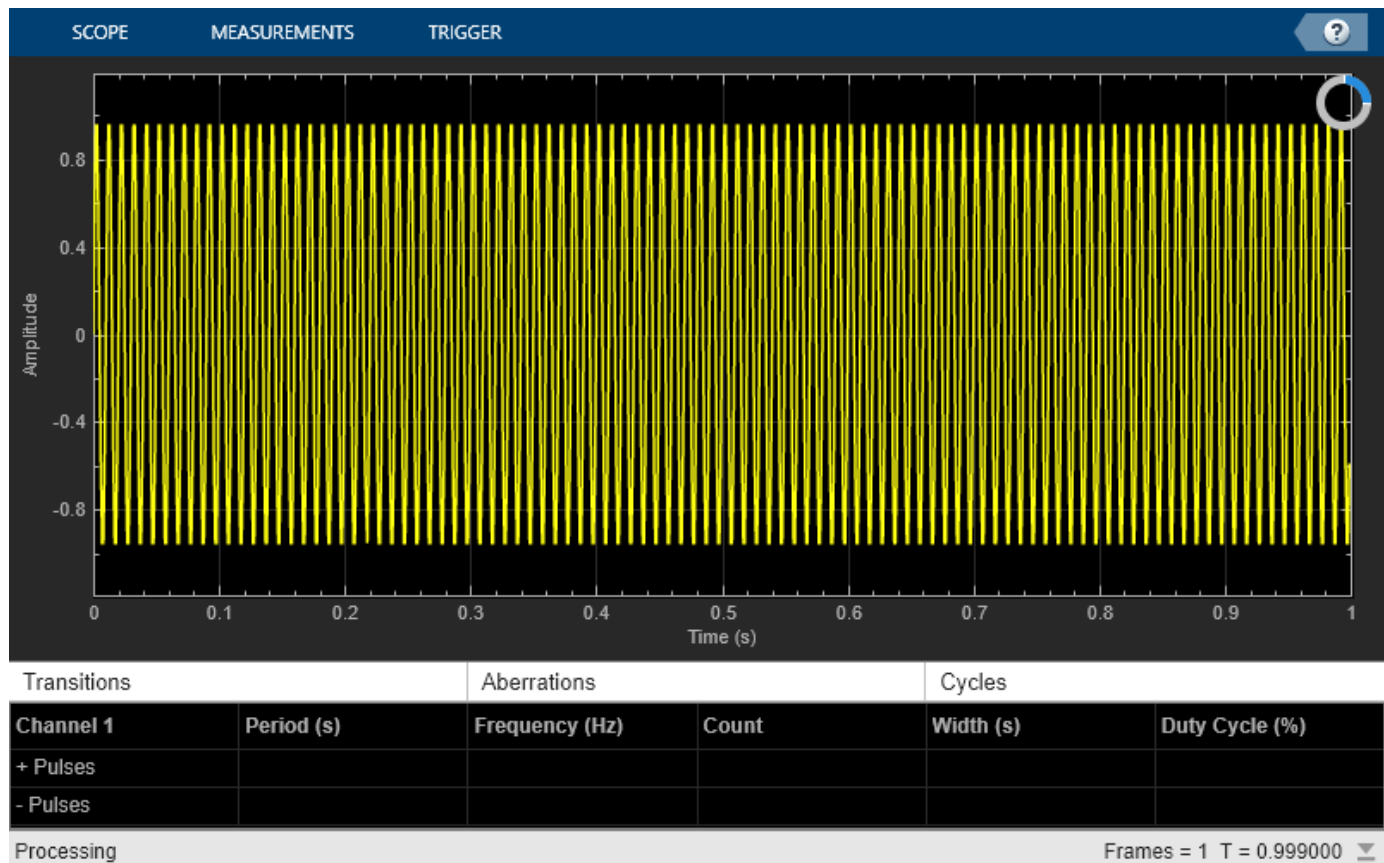 SCOPE MEASUREMENTS TRIGGER ?
0.8
0.4
0
-0.4
-0.8
Amplitude
0 0.1 0.2 0.3 0.4 0.5 0.6 0.7 0.8 0.9 1
Time (s)
Transitions Aberrations Cycles
Channel 1 Period (s) Frequency (Hz) Count Width (s) Duty Cycle (%)
+ Pulses
- Pulses
Processing Frames = 1 T = 0.999000